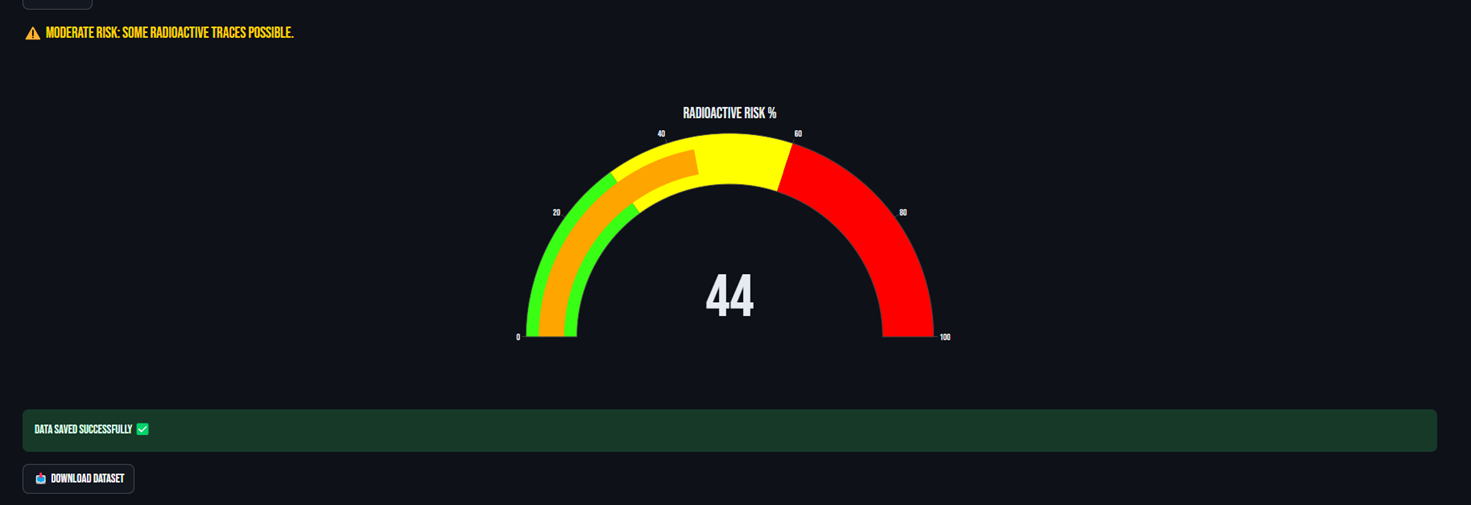 ⚠️ MODERATE RISK: SOME RADIOACTIVE TRACES POSSIBLE.
RADIOACTIVE RISK %
40
60
20
80
44
0
100
DATA SAVED SUCCESSFULLY ✅
📥 DOWNLOAD DATASET